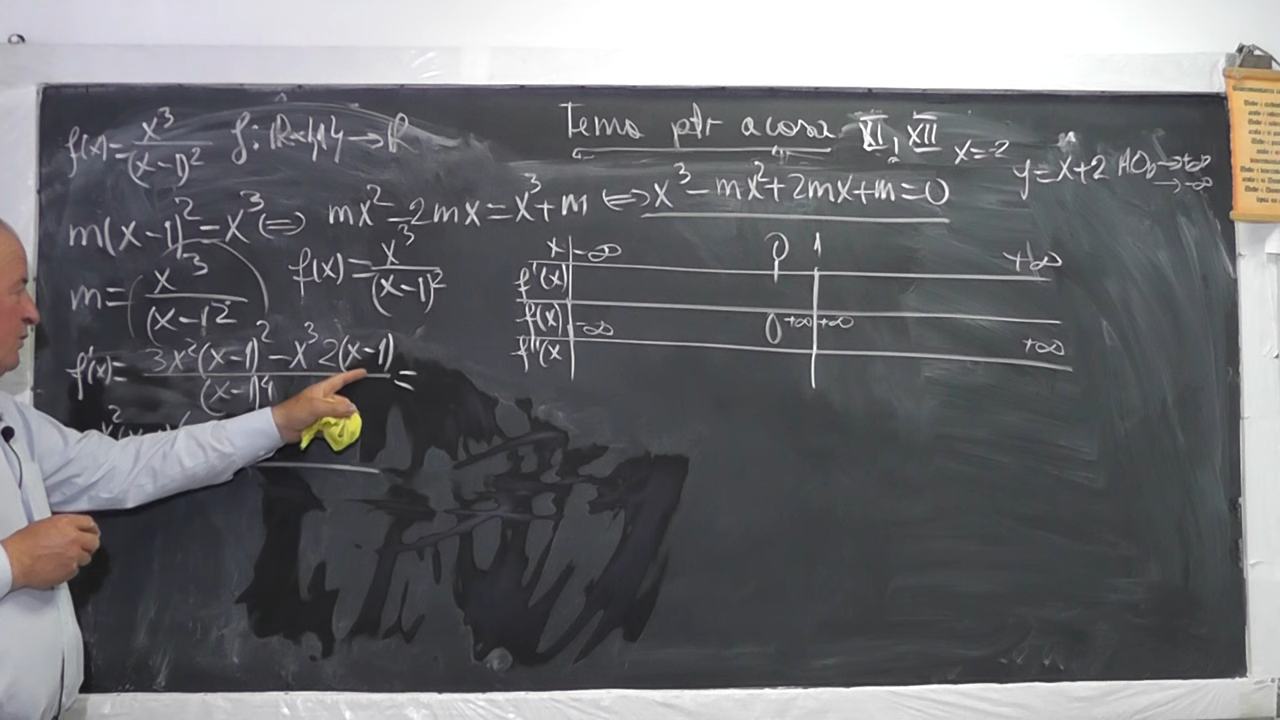 f(x)=x³/(x-1)² f:R\{1}→R
Tema ptr acasa XI, XII x=-2
y=x+2 AO₆→+∞
→-∞
m(x-1)²=x³⇔ mx²-2mx=x³+m ⇔x³-mx²+2mx+m=0
m=(x³/(x-1)²) f(x)=x³/(x-1)²
x -∞ 0 1 +∞
f'(x)
f(x) -∞ 0 +∞ +∞ +∞
f''(x
f'(x)=3x²(x-1)²-x³2(x-1)/(x-1)⁴=